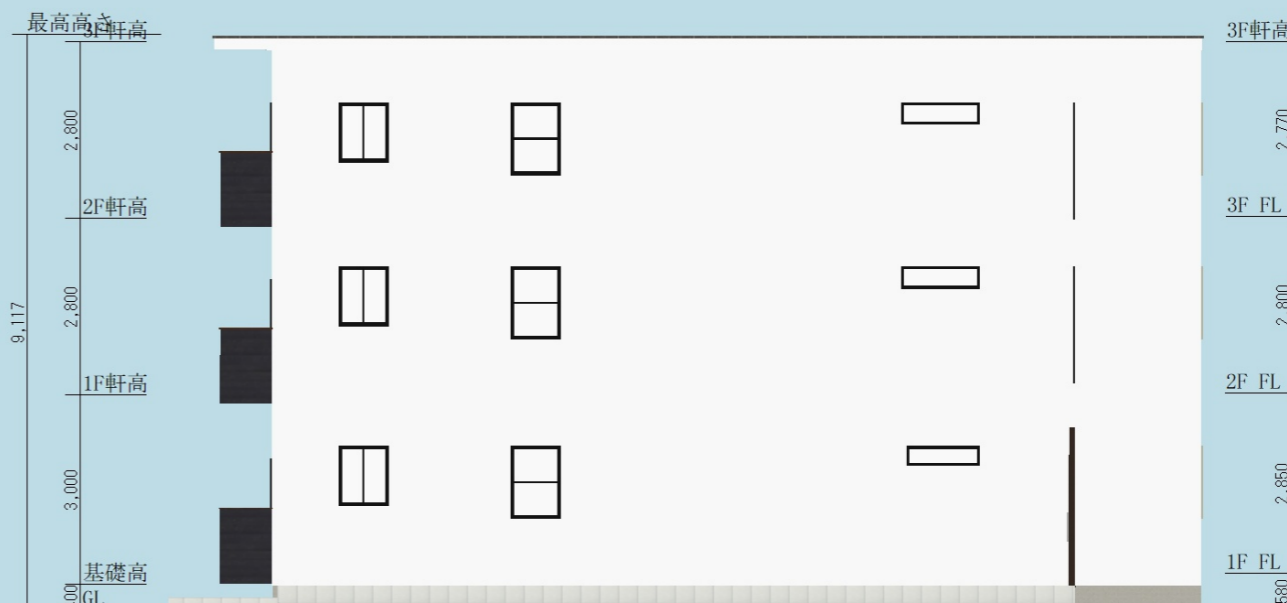 最高高さ
3F軒高
2,800
2F軒高
9,117
2,800
1F軒高
3,000
基礎高
GL
3F軒高
2,770
3F FL
2,800
2F FL
2,850
1F FL